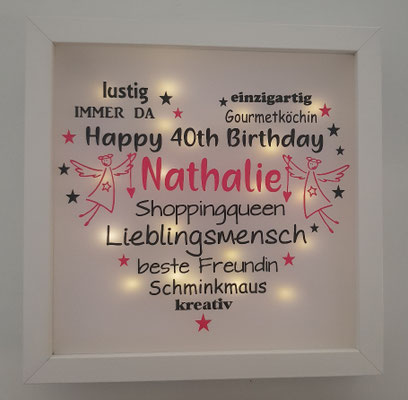 lustig
einzigartig
IMMER DA
Gourmetköchin
Happy 40th Birthday
Nathalie
Shoppingqueen
Lieblingsmensch
beste Freundin
Schminkmaus
kreativ